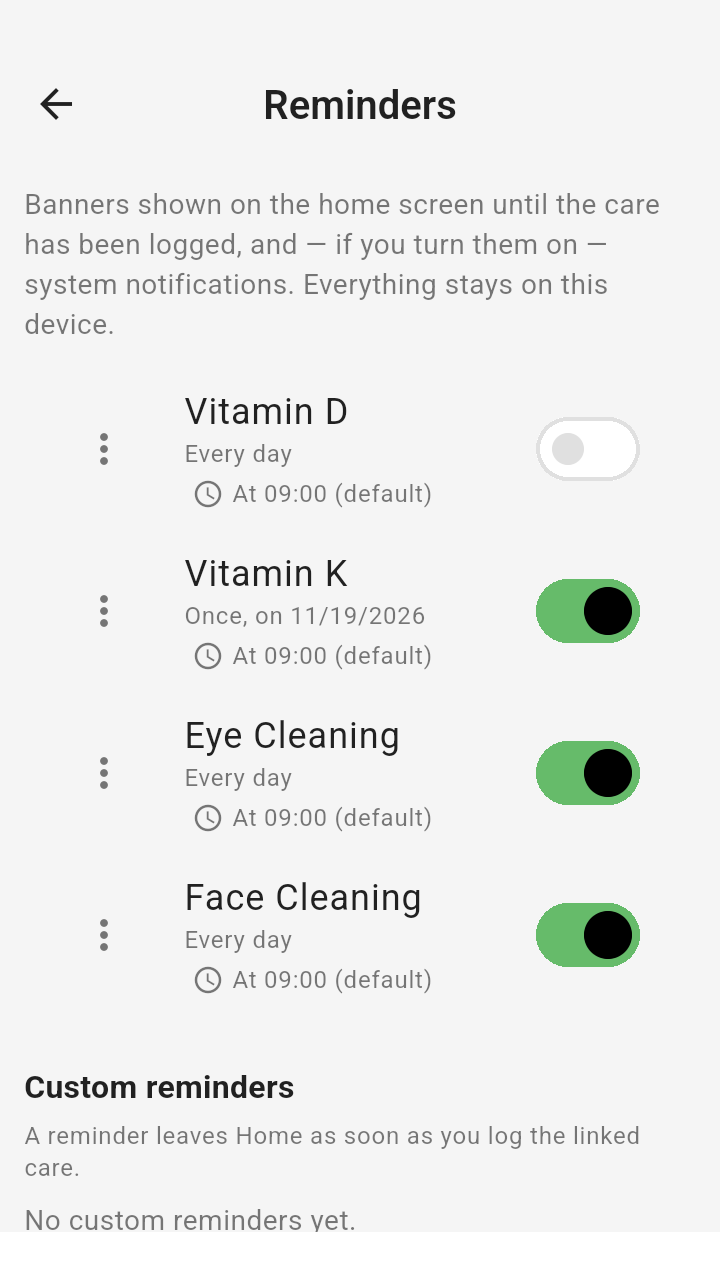 Reminders
Banners shown on the home screen until the care
has been logged, and — if you turn them on —
system notifications. Everything stays on this
device.
Vitamin D
Every day
At 09:00 (default)
Vitamin K
Once, on 11/19/2026
At 09:00 (default)
Eye Cleaning
Every day
At 09:00 (default)
Face Cleaning
Every day
At 09:00 (default)
Custom reminders
A reminder leaves Home as soon as you log the linked
care.
No custom reminders yet.